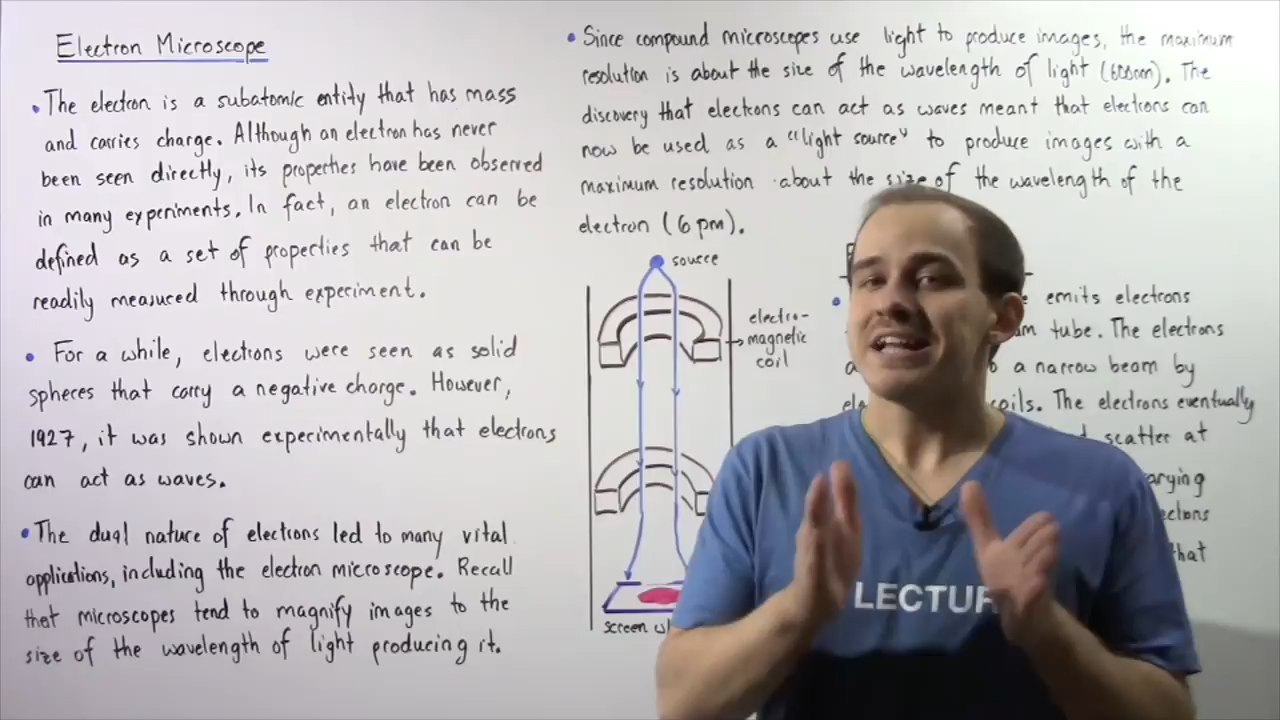 Electron Microscope
• The electron is a subatomic entity that has mass
and carries charge. Although an electron has never
been seen directly, its properties have been observed
in many experiments. In fact, an electron can be
defined as a set of properties that can be
readily measured through experiment.
• For a while, electrons were seen as solid
spheres that carry a negative charge. However,
1927, it was shown experimentally that electrons
can act as waves.
• The dual nature of electrons led to many vital
applications, including the electron microscope. Recall
that microscopes tend to magnify images to the
size of the wavelength of light producing it.
• Since compound microscopes use light to produce images, the maximum
resolution is about the size of the wavelength of light (600nm). The
discovery that electrons can act as waves meant that electrons can
now be used as a "light source" to produce images with a
maximum resolution about the size of the wavelength of the
electron (6 pm).
source
electro-
magnetic
coil
screen
emits electrons
tube. The electrons
a narrow beam by
coils. The electrons eventually
scatter at
that
LECTUR